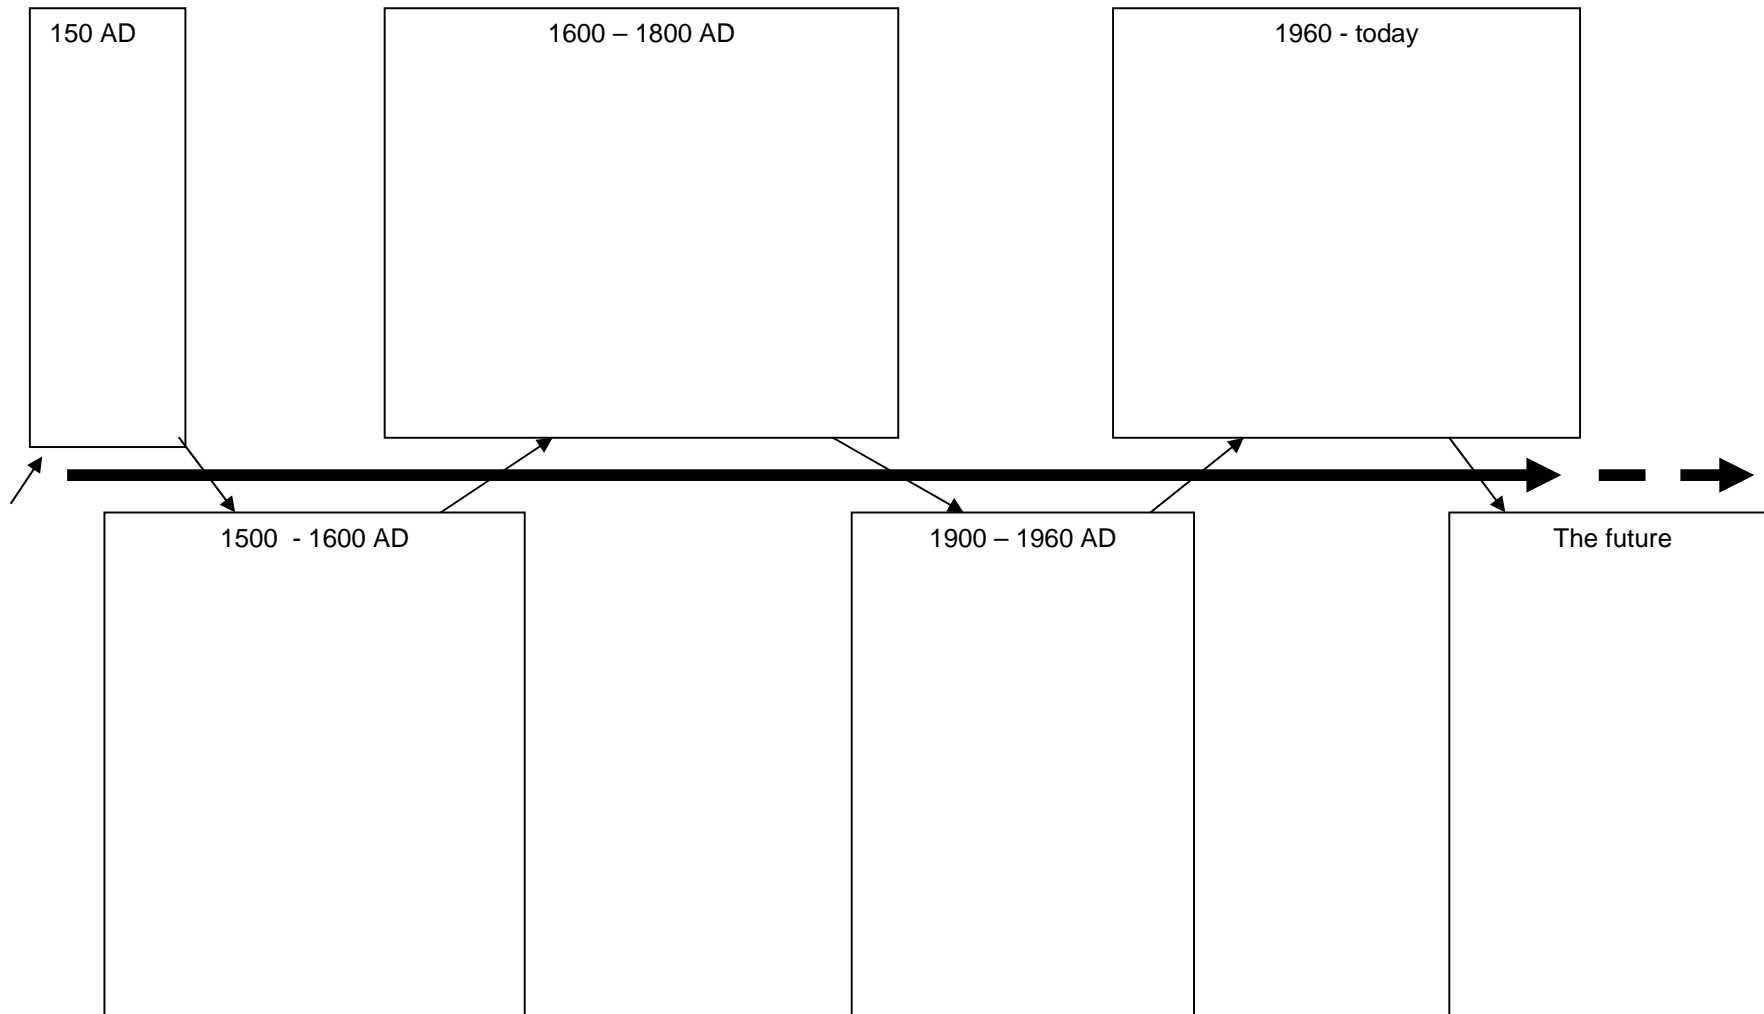 150 AD
1600 – 1800 AD
1960 - today
1500  - 1600 AD
1900 – 1960 AD
The future